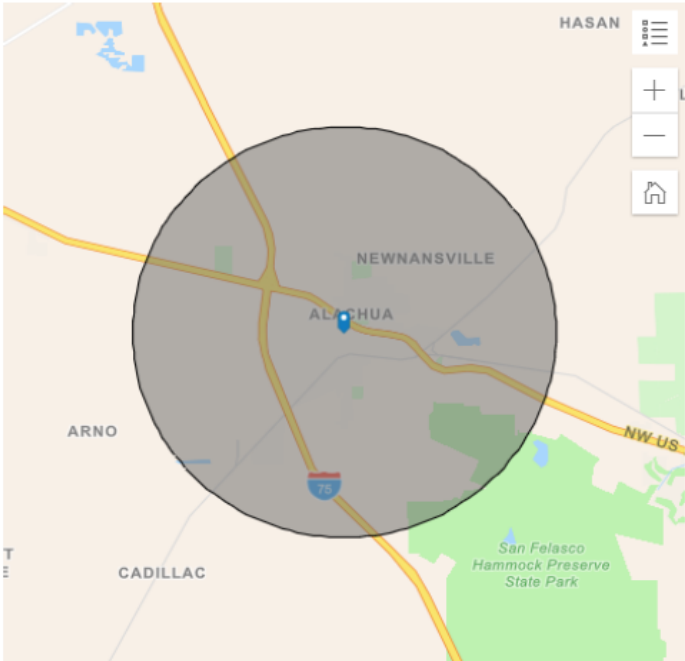 HASAN
NEWNANSVILLE
ALACHUA
ARNO
NW US
75
San Felasco
Hammock Preserve
State Park
CADILLAC
T
E
L